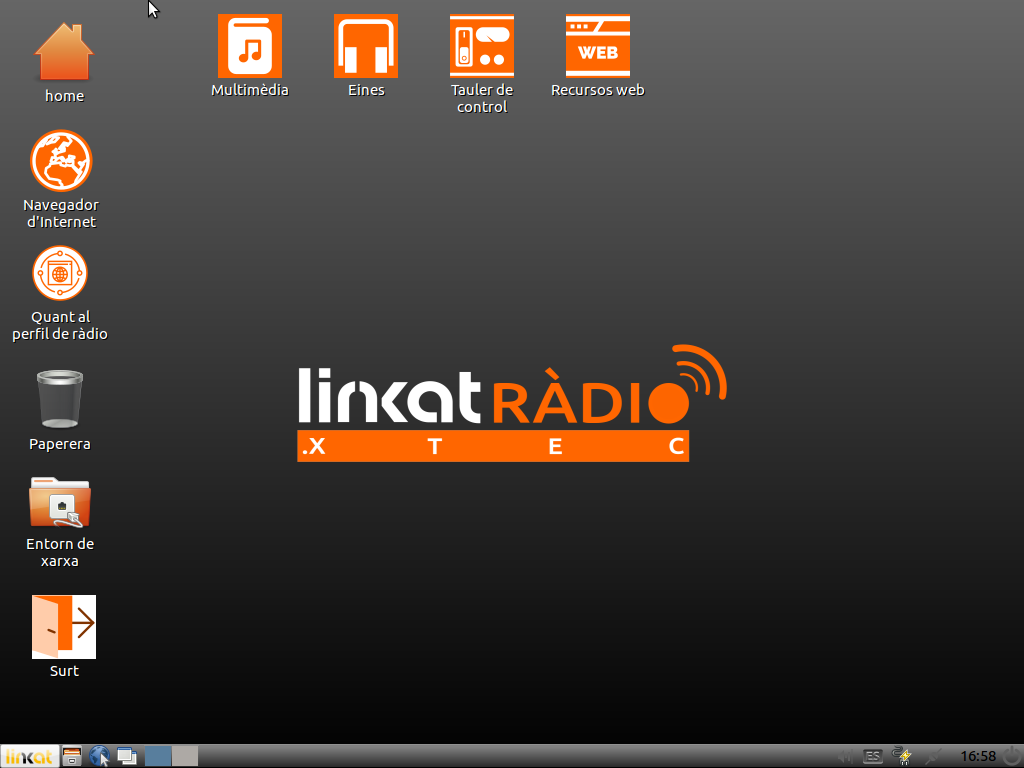 home
Multimèdia
Eines
Tauler de
control
Recursos web
WEB
Navegador
d'Internet
Quant al
perfil de ràdio
Paperera
Entorn de
xarxa
Surt
linkat RÀDIO
.X T E C
linkat
ES
16:58